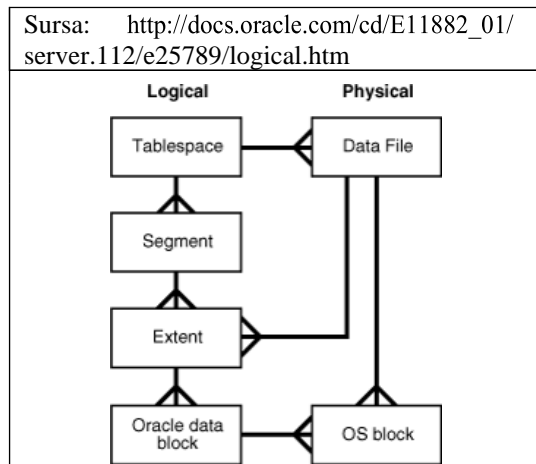 Sursa: http://docs.oracle.com/cd/E11882_01/
server.112/e25789/logical.htm
Logical Physical
Tablespace Data File
Segment
Extent
Oracle data
block
OS block